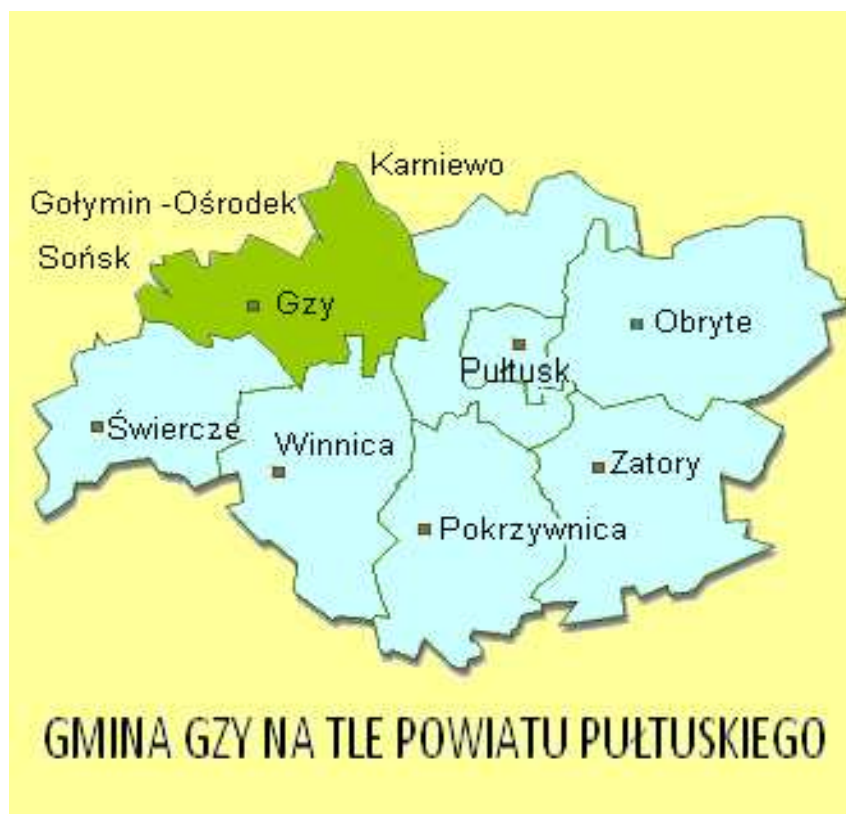 Karniewo
Gołymin -Ośrodek
Sońsk
Gzy
Obryte
Pułtusk
Świercze
Winnica
Zatory
Pokrzywnica
GMINA GZY NA TLE POWIATU PUŁTUSKIEGO